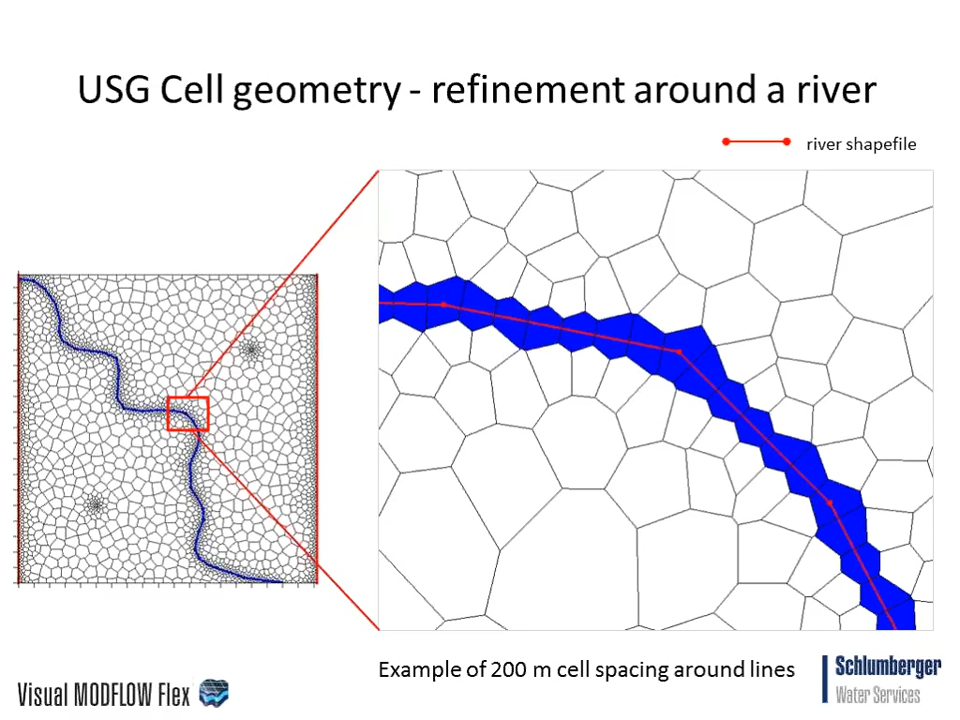 USG Cell geometry - refinement around a river
river shapefile
Example of 200 m cell spacing around lines
Visual MODFLOW Flex
Schlumberger
Water Services